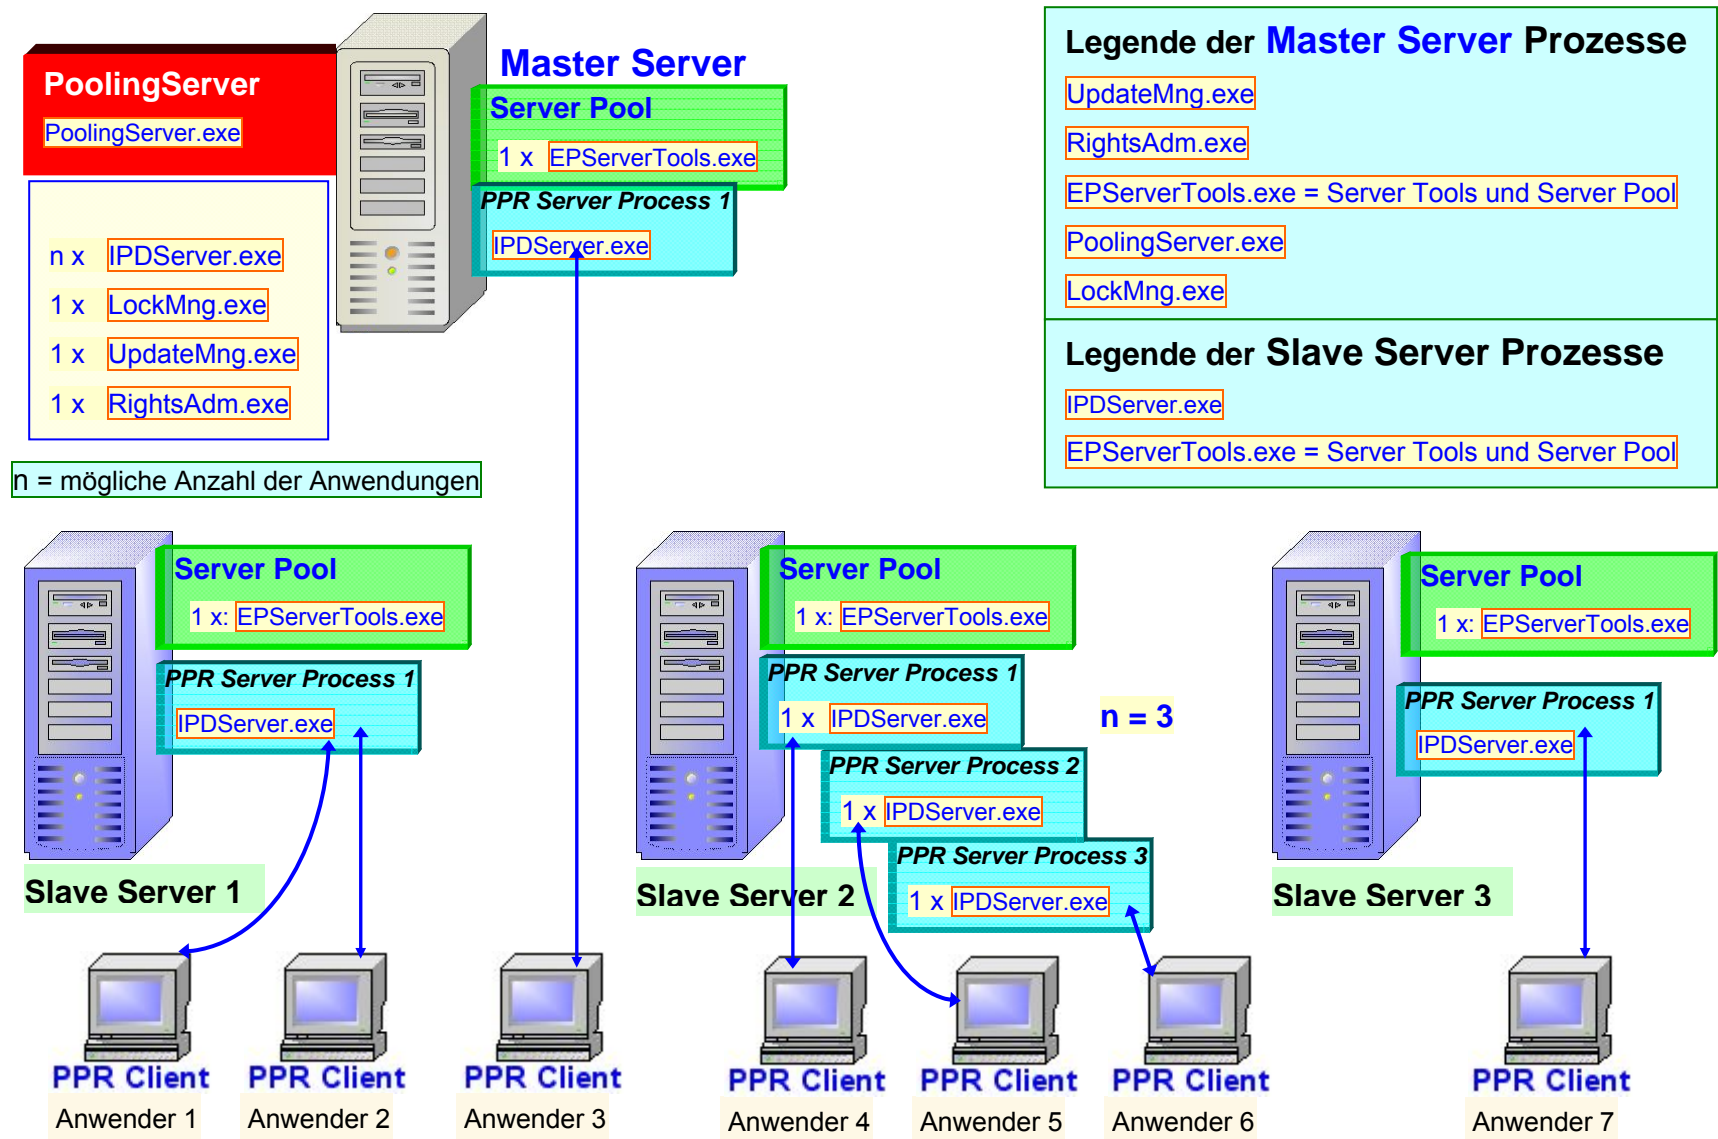 PoolingServer
PoolingServer.exe
n x IPDServer.exe
1 x LockMng.exe
1 x UpdateMng.exe
1 x RightsAdm.exe
n = mögliche Anzahl der Anwendungen
Master Server
Server Pool
1 x EPServerTools.exe
PPR Server Process 1
IPDServer.exe
Legende der Master Server Prozesse
UpdateMng.exe
RightsAdm.exe
EPServerTools.exe = Server Tools und Server Pool
PoolingServer.exe
LockMng.exe
Legende der Slave Server Prozesse
IPDServer.exe
EPServerTools.exe = Server Tools und Server Pool
Server Pool
1 x: EPServerTools.exe
PPR Server Process 1
IPDServer.exe
Slave Server 1
Server Pool
1 x: EPServerTools.exe
PPR Server Process 1
1 x IPDServer.exe
n = 3
PPR Server Process 2
1 x IPDServer.exe
PPR Server Process 3
1 x IPDServer.exe
Slave Server 2
Server Pool
1 x: EPServerTools.exe
PPR Server Process 1
IPDServer.exe
Slave Server 3
PPR Client
Anwender 1
PPR Client
Anwender 2
PPR Client
Anwender 3
PPR Client
Anwender 4
PPR Client
Anwender 5
PPR Client
Anwender 6
PPR Client
Anwender 7